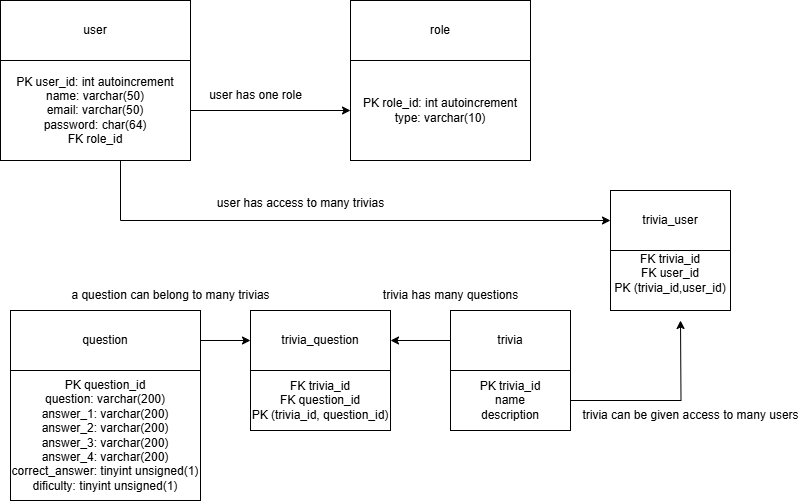 user
PK user_id: int autoincrement
name: varchar(50)
email: varchar(50)
password: char(64)
FK role_id
user has one role
role
PK role_id: int autoincrement
type: varchar(10)
user has access to many trivias
trivia_user
FK trivia_id
FK user_id
PK (trivia_id,user_id)
a question can belong to many trivias
trivia has many questions
question
PK question_id
question: varchar(200)
answer_1: varchar(200)
answer_2: varchar(200)
answer_3: varchar(200)
answer_4: varchar(200)
correct_answer: tinyint unsigned(1)
dificulty: tinyint unsigned(1)
trivia_question
FK trivia_id
FK question_id
PK (trivia_id, question_id)
trivia
PK trivia_id
name
description
trivia can be given access to many users